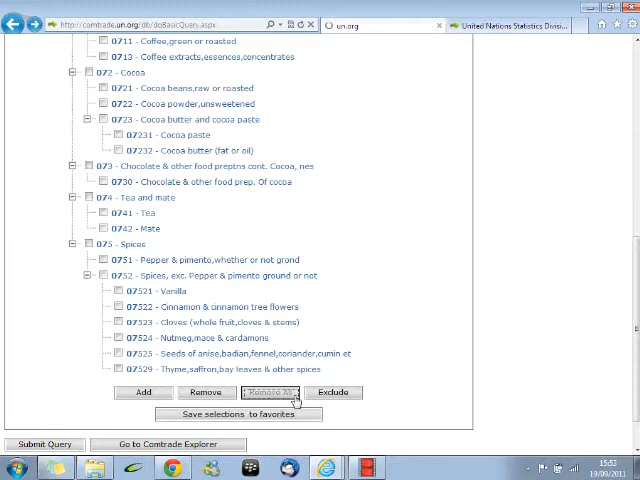 http://comtrade.un.org/db/dqBasicQuery.aspx
un.org
United Nations Statistics Divisi...
0711 - Coffee,green or roasted
0713 - Coffee extracts,essences,concentrates
072 - Cocoa
0721 - Cocoa beans,raw or roasted
0722 - Cocoa powder,unsweetened
0723 - Cocoa butter and cocoa paste
07231 - Cocoa paste
07232 - Cocoa butter (fat or oil)
073 - Chocolate & other food preptns cont. Cocoa, nes
0730 - Chocolate & other food prep. Of cocoa
074 - Tea and mate
0741 - Tea
0742 - Mate
075 - Spices
0751 - Pepper & pimento,whether or not grond
0752 - Spices, exc. Pepper & pimento ground or not
07521 - Vanilla
07522 - Cinnamon & cinnamon tree flowers
07523 - Cloves (whole fruit,cloves & stems)
07524 - Nutmeg,mace & cardamons
07525 - Seeds of anise,badian,fennel,coriander,cumin et
07529 - Thyme,saffron,bay leaves & other spices
Add Remove Remove All Exclude
Save selections to favorites
Submit Query Go to Comtrade Explorer
15:53
19/09/2011